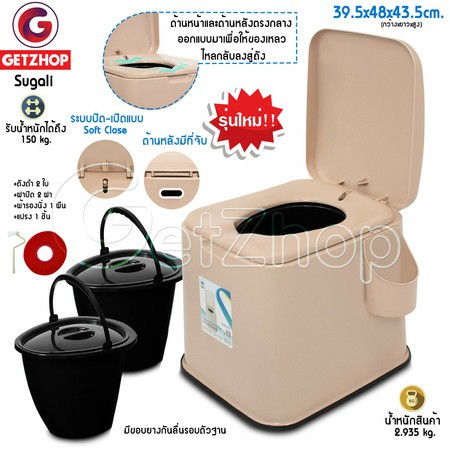 GETZHOP
Sugali
รับน้ำหนักได้ถึง
150 kg.
ด้านหน้าและด้านหลังตรงกลาง
ออกแบบมาเพื่อให้ของเหลว
ไหลกลับลงสู่ถัง
39.5x48x43.5cm.
(กว้างxยาวxสูง)
ระบบปิด-เปิดแบบ
Soft Close
ด้านหลังมีที่จับ
รุ่นใหม่!!
+ถังดำ 2 ใบ
+ฝาปิด 2 ฝา
+ผ้ารองนั่ง 1 ผืน
+แปรง 1 ชิ้น
GetZhop
มีขอบยางกันลื่นรอบตัวฐาน
KG
น้ำหนักสินค้า
2.935 kg.